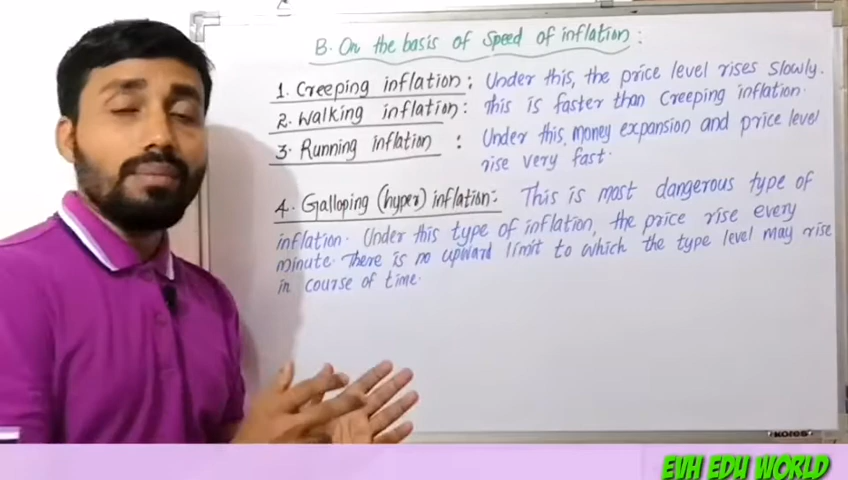 B. On the basis of Speed of inflation :
1. Creeping inflation : Under this, the price level rises slowly.
2. Walking inflation : This is faster than Creeping inflation.
3. Running inflation : Under this, money expansion and price level
rise very fast.
4. Galloping (hyper) inflation:- This is most dangerous type of
inflation. Under this type of inflation, the price rise every
minute. There is no upward limit to which the type level may rise
in course of time.
KORES
EVH EDU WORLD